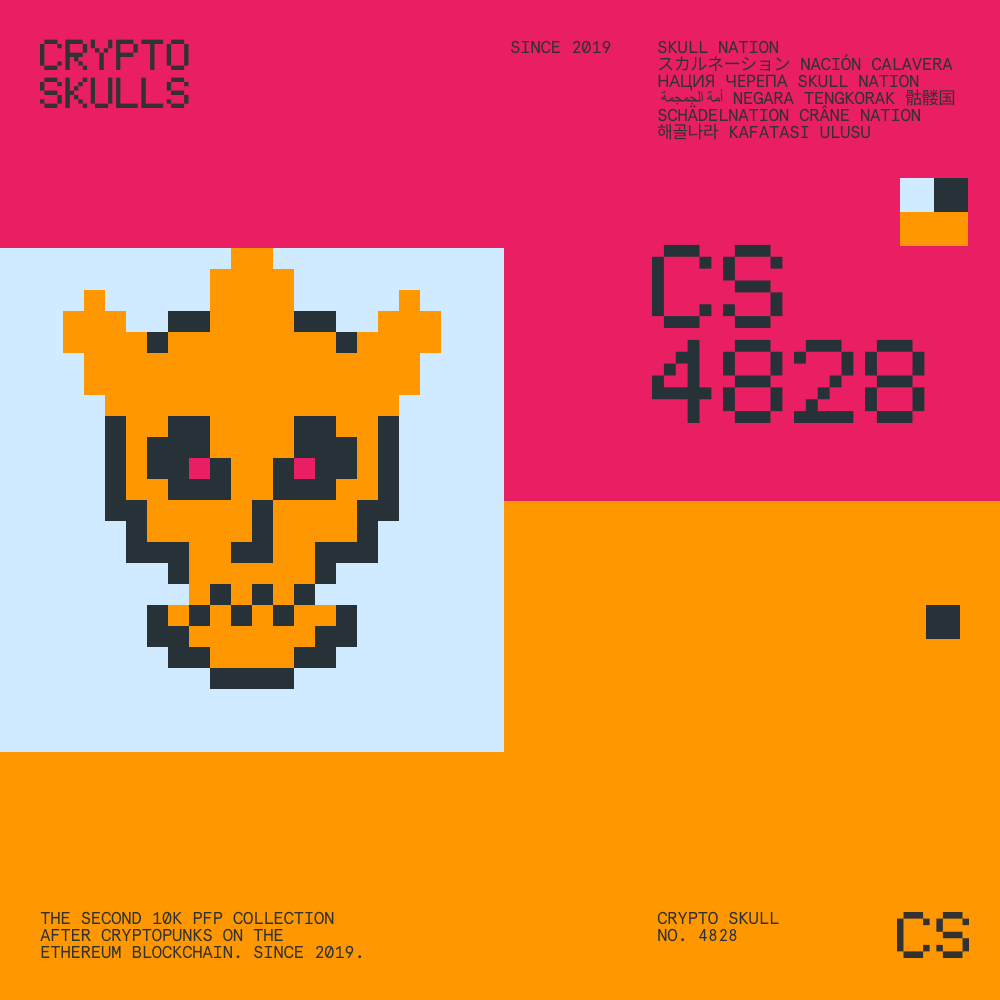 CRYPTO
SKULLS
SINCE 2019
SKULL NATION
スカルネーション NACIÓN CALAVERA
НАЦИЯ ЧЕРЕПА SKULL NATION
أمة الجمجمة NEGARA TENGKORAK 骷髅国
SCHÄDELNATION CRÂNE NATION
해골나라 KAFATASI ULUSU
CS
4828
THE SECOND 10K PFP COLLECTION
AFTER CRYPTOPUNKS ON THE
ETHEREUM BLOCKCHAIN. SINCE 2019.
CRYPTO SKULL
NO. 4828
CS